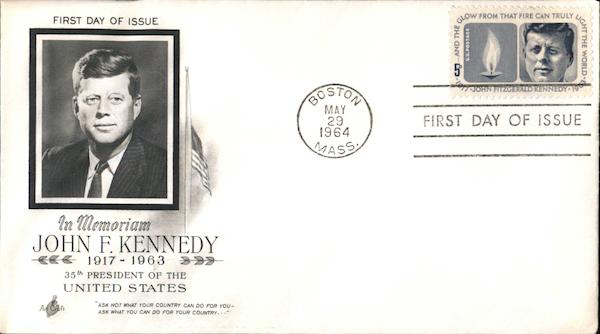 FIRST DAY OF ISSUE
In Memoriam
JOHN F. KENNEDY
1917 - 1963
35th PRESIDENT OF THE
UNITED STATES
"ASK NOT WHAT YOUR COUNTRY CAN DO FOR YOU-
ASK WHAT YOU CAN DO FOR YOUR COUNTRY..."
ArtCraft
BOSTON
MAY
29
1964
MASS.
AND THE GLOW FROM THAT FIRE CAN TRULY LIGHT THE WORLD
U.S. POSTAGE
5¢
1917·JOHN FITZGERALD KENNEDY·19
FIRST DAY OF ISSUE